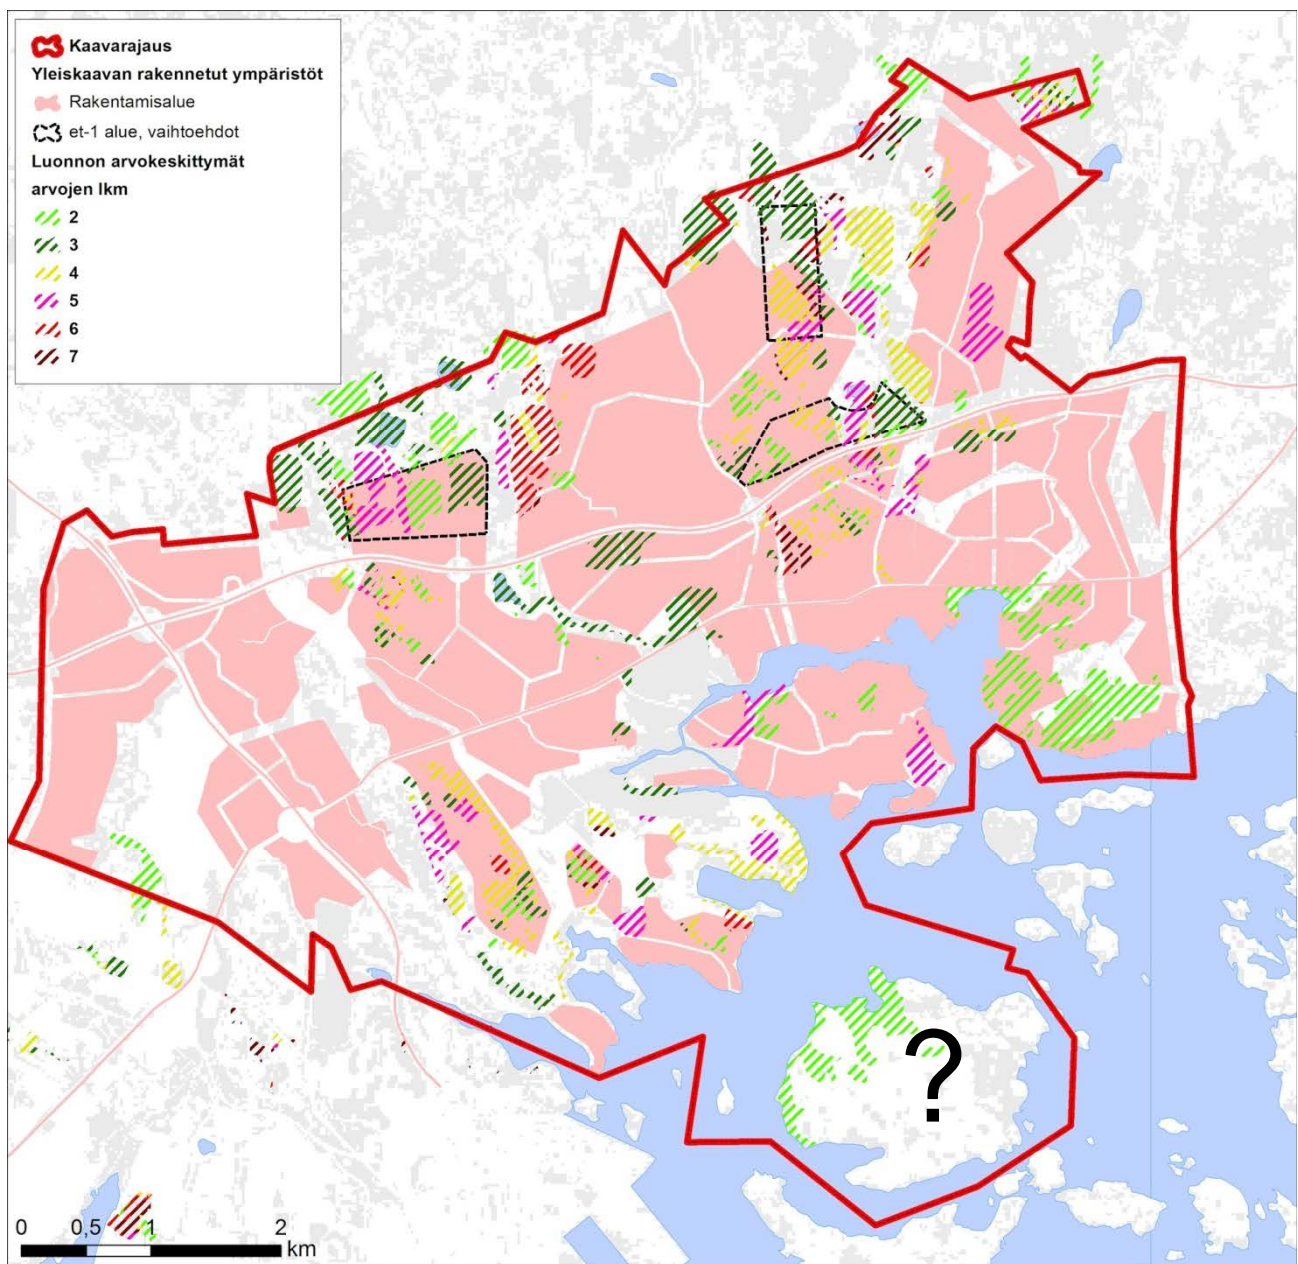 Kaavarajaus
Yleiskaavan rakennetut ympäristöt
Rakentamisalue
et-1 alue, vaihtoehdot
Luonnon arvokeskittymät
arvojen lkm
2
3
4
5
6
7
?
0 0,5 1 2
km